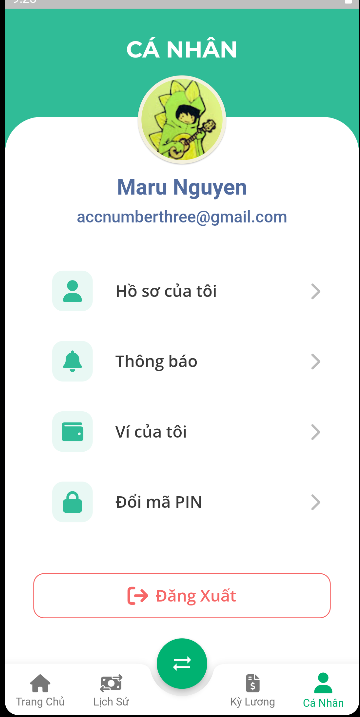 CÁ NHÂN
Maru Nguyen
accnumberthree@gmail.com
Hồ sơ của tôi
Thông báo
Ví của tôi
Đổi mã PIN
Đăng Xuất
Trang Chủ
Lịch Sử
Kỳ Lương
Cá Nhân